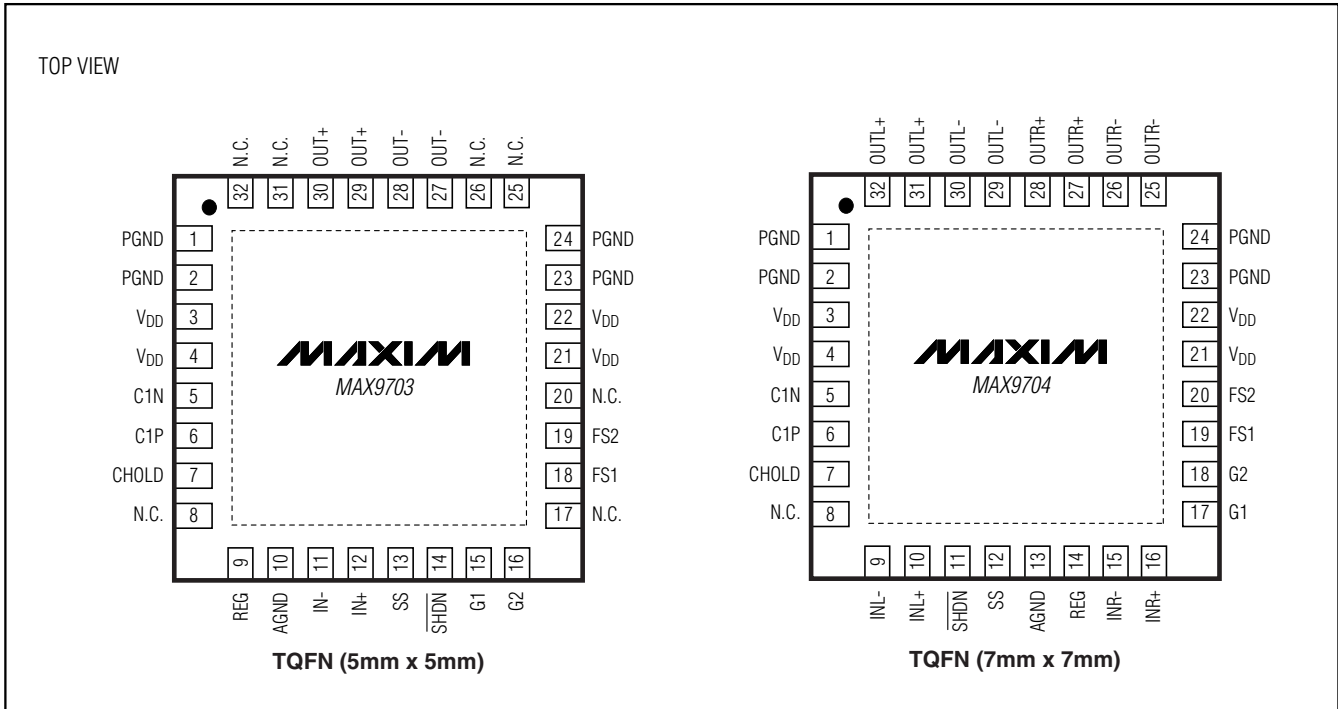 TOP VIEW
N.C. N.C. OUT+ OUT+ OUT- OUT- N.C. N.C.
32 31 30 29 28 27 26 25
PGND 1 24 PGND
PGND 2 23 PGND
VDD 3 22 VDD
VDD 4 21 VDD
C1N 5 20 N.C.
C1P 6 19 FS2
CHOLD 7 18 FS1
N.C. 8 17 N.C.
MAXIM
MAX9703
9 10 11 12 13 14 15 16
REG AGND IN- IN+ SS SHDN G1 G2
TQFN (5mm x 5mm)
OUTL+ OUTL+ OUTL- OUTL- OUTR+ OUTR+ OUTR- OUTR-
32 31 30 29 28 27 26 25
PGND 1 24 PGND
PGND 2 23 PGND
VDD 3 22 VDD
VDD 4 21 VDD
C1N 5 20 FS2
C1P 6 19 FS1
CHOLD 7 18 G2
N.C. 8 17 G1
MAXIM
MAX9704
9 10 11 12 13 14 15 16
INL- INL+ SHDN SS AGND REG INR- INR+
TQFN (7mm x 7mm)